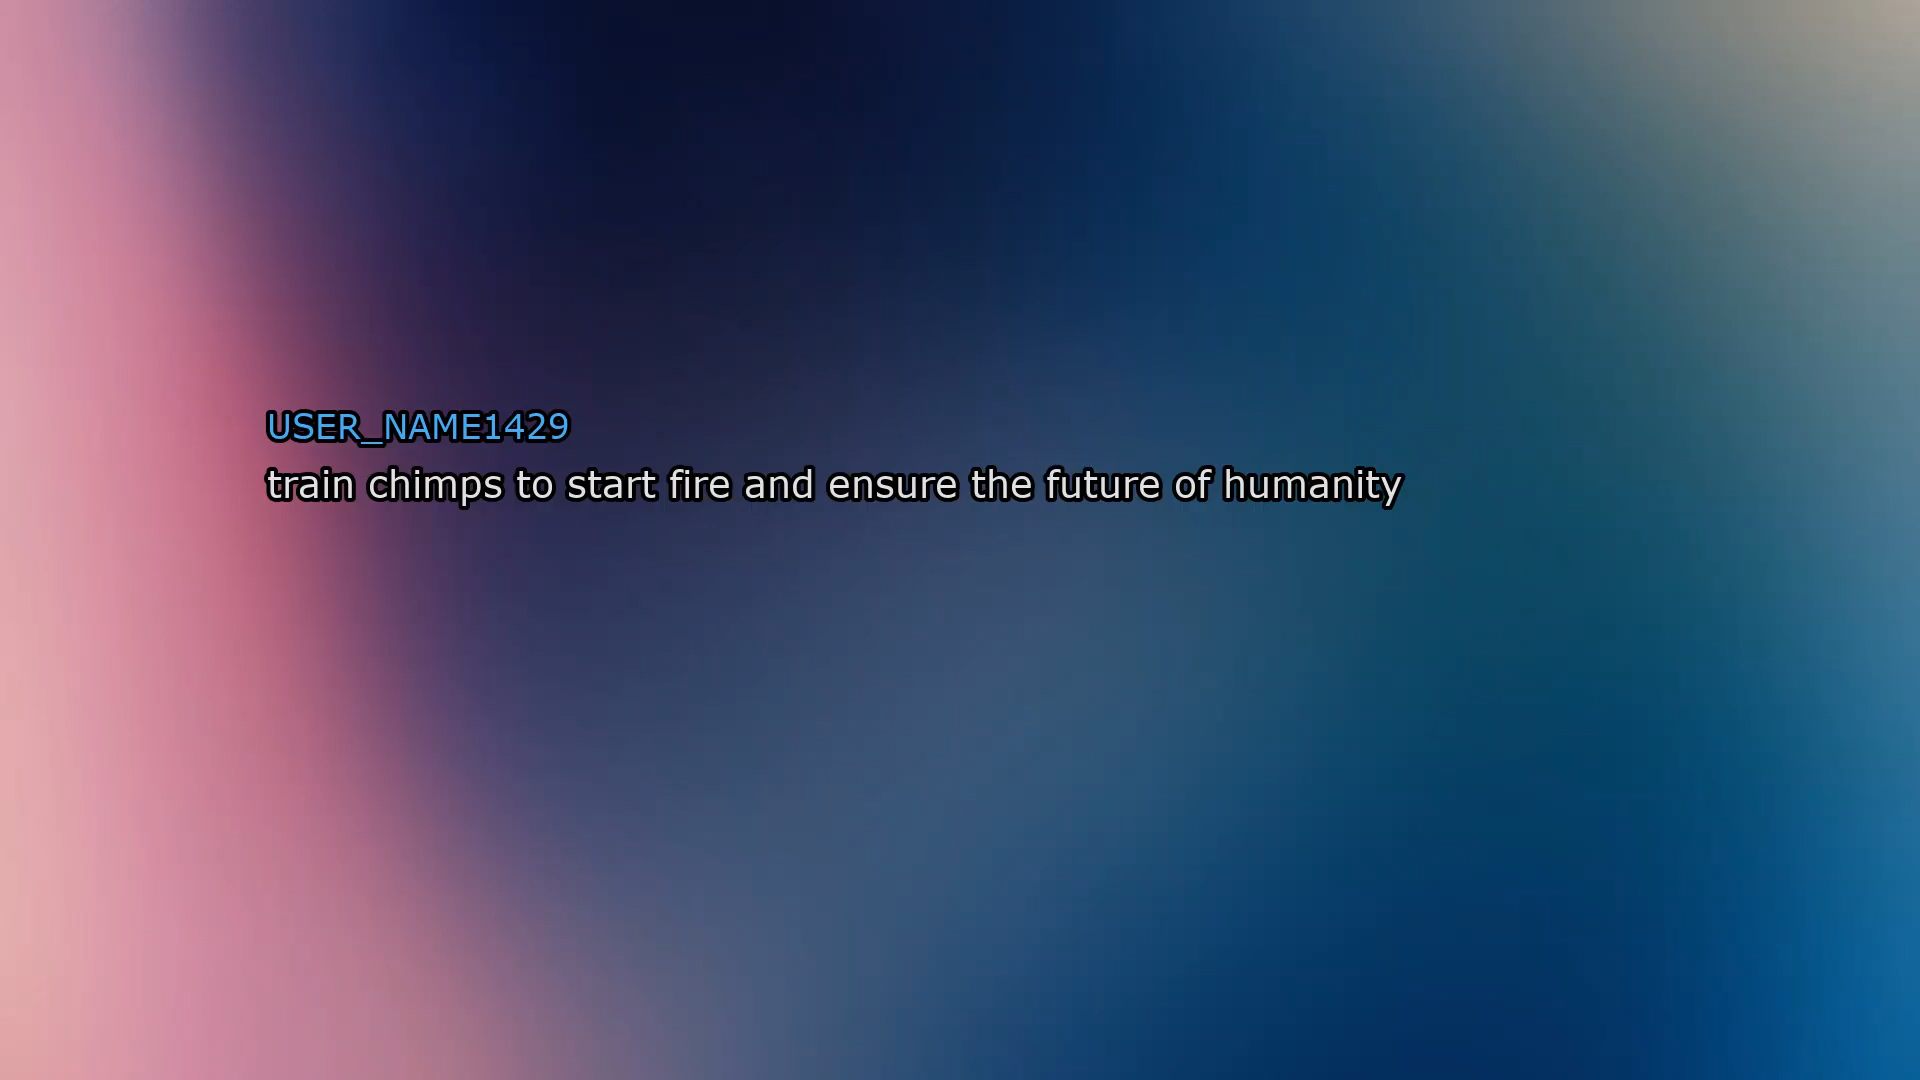 USER_NAME1429
train chimps to start fire and ensure the future of humanity